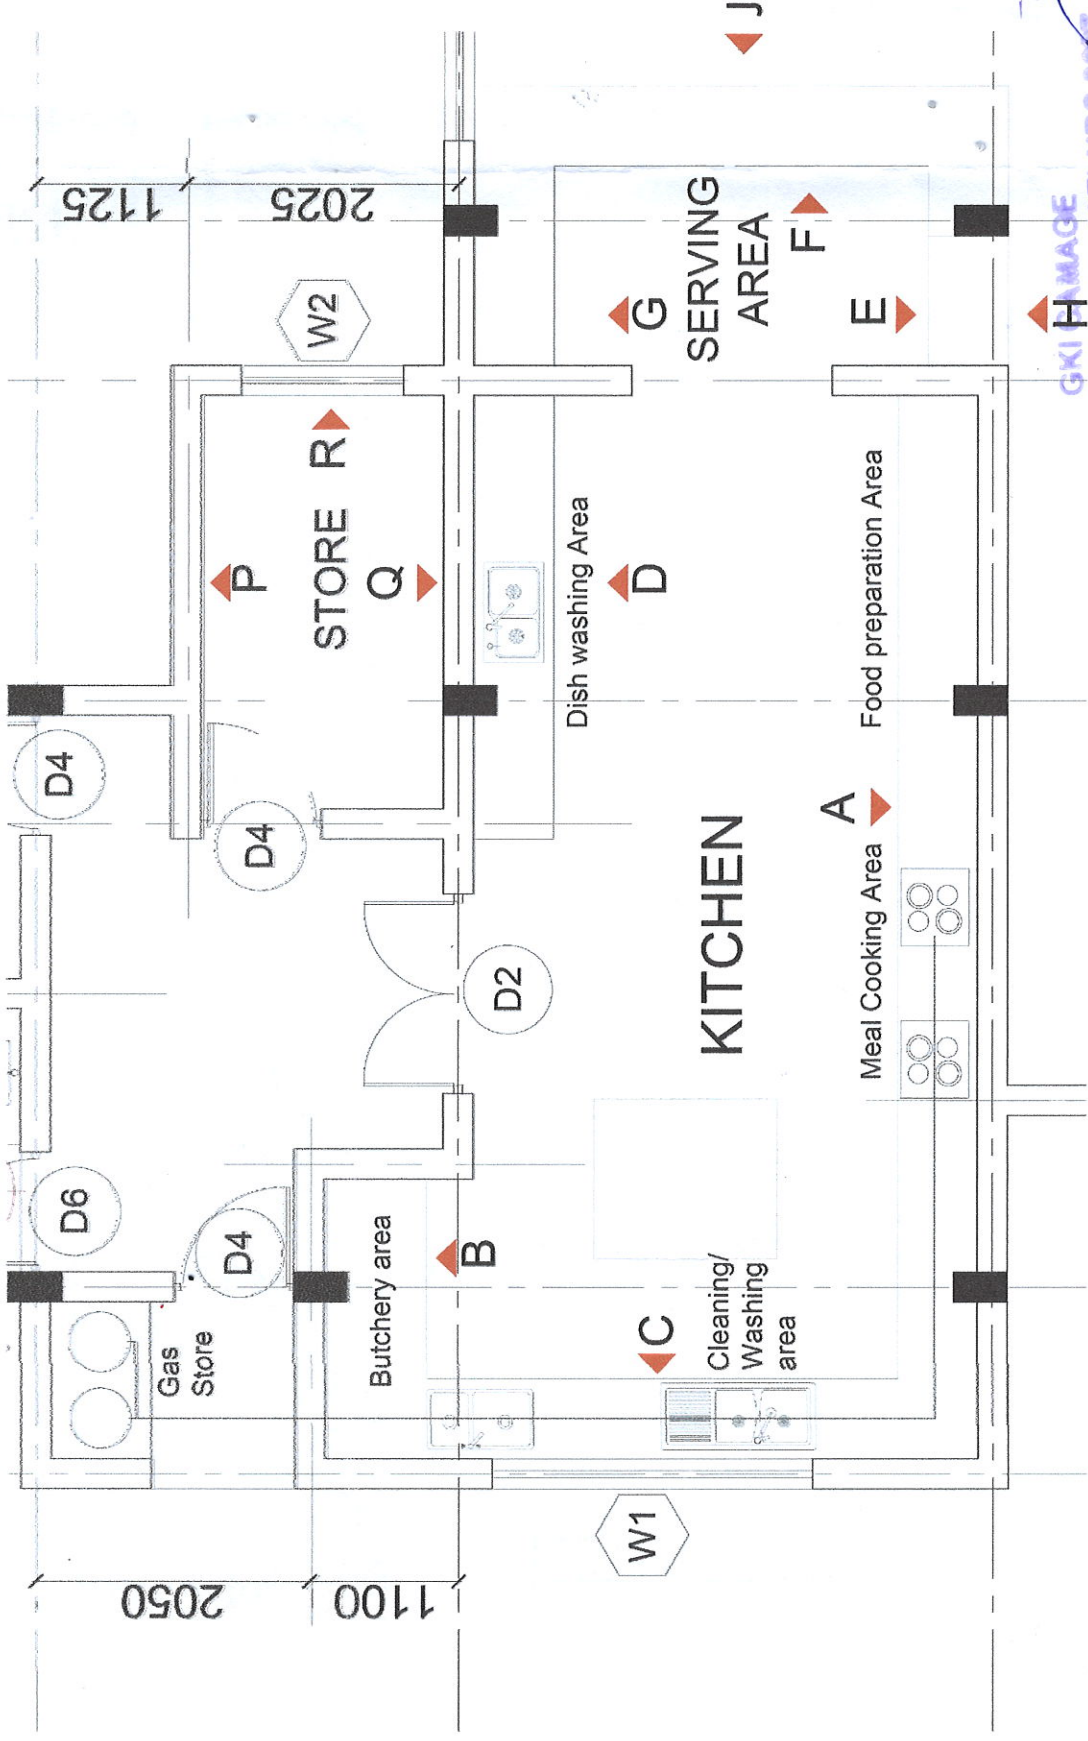 1125
2025
2050
1100
D4
D4
D6
D4
D2
W2
W1
P
STORE
R
Q
Gas
Store
Butchery area
B
C
Cleaning/
Washing
area
KITCHEN
Meal Cooking Area
A
Food preparation Area
Dish washing Area
D
G
SERVING
AREA
F
E
H
J